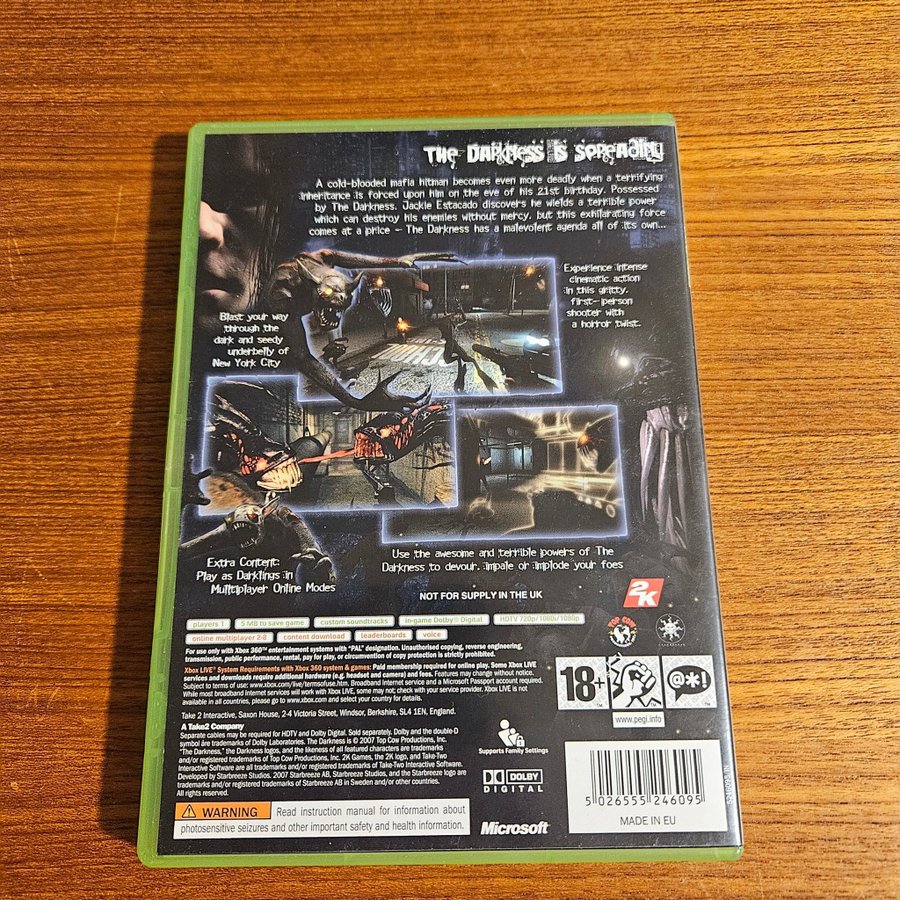 THE DARKNESS IS SPREADING
A cold-blooded mafia hitman becomes even more deadly when a terrifying
inheritance is forced upon him on the eve of his 21st birthday. Possessed
by The Darkness, Jackie Estacado discovers he wields a terrible power
which can destroy his enemies without mercy, but this exhilarating force
comes at a price – The Darkness has a malevolent agenda all of its own...
Experience intense
cinematic action
in this gritty,
first-person
shooter with
a horror twist.
Blast your way
through the
dark and seedy
underbelly of
New York City
Extra Content:
Play as Darklings in
Multiplayer Online Modes
Use the awesome and terrible powers of The
Darkness to devour, impale or implode your foes
NOT FOR SUPPLY IN THE UK
2K
TOP COW
players 1
5 MB to save game
custom soundtracks
in-game Dolby® Digital
HDTV 720p/1080i/1080p
online multiplayer 2-8
content download
leaderboards
voice
For use only with Xbox 360™ entertainment systems with "PAL" designation. Unauthorised copying, reverse engineering,
transmission, public performance, rental, pay for play, or circumvention of copy protection is strictly prohibited.
Xbox LIVE® System Requirements with Xbox 360 system & games: Paid membership required for online play. Some Xbox LIVE
services and downloads require additional hardware (e.g. headset and camera) and fees. Features may change without notice.
Subject to terms of use: www.xbox.com/live/termsofuse.htm. Broadband Internet service and a Microsoft Passport account required.
While most broadband Internet services will work with Xbox LIVE, some may not; check with your service provider. Xbox LIVE is not
available in all countries; please go to www.xbox.com and select your country for details.
Take 2 Interactive, Saxon House, 2-4 Victoria Street, Windsor, Berkshire, SL4 1EN, England.
A Take2 Company
Separate cables may be required for HDTV and Dolby Digital. Sold separately. Dolby and the double-D
symbol are trademarks of Dolby Laboratories. The Darkness is © 2007 Top Cow Productions, Inc.
"The Darkness," the Darkness logos, and the likeness of all featured characters are trademarks
and/or registered trademarks of Top Cow Productions, Inc. 2K Games, the 2K logo, and Take-Two
Interactive Software are all trademarks and/or registered trademarks of Take-Two Interactive Software.
Developed by Starbreeze Studios. 2007 Starbreeze AB, Starbreeze Studios, and the Starbreeze logo are
trademarks and/or registered trademarks of Starbreeze AB in Sweden and/or other countries.
All rights reserved.
Supports Family Settings
18+
@*!
www.pegi.info
DOLBY
DIGITAL
WARNING
Read instruction manual for information about
photosensitive seizures and other important safety and health information.
Microsoft
5 026555 246095
MADE IN EU